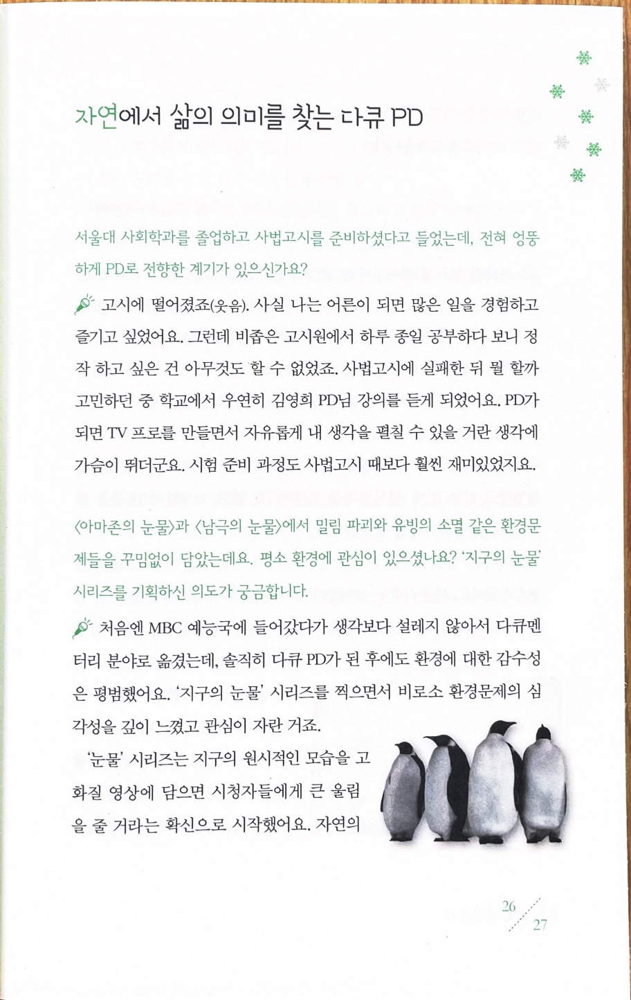 자연에서 삶의 의미를 찾는 다큐 PD
서울대 사회학과를 졸업하고 사법고시를 준비하셨다고 들었는데, 전혀 엉뚱
하게 PD로 전향한 계기가 있으신가요?
고시에 떨어졌죠(웃음). 사실 나는 어른이 되면 많은 일을 경험하고
즐기고 싶었어요. 그런데 비좁은 고시원에서 하루 종일 공부하다 보니 정
작 하고 싶은 건 아무것도 할 수 없었죠. 사법고시에 실패한 뒤 뭘 할까
고민하던 중 학교에서 우연히 김영희 PD님 강의를 듣게 되었어요. PD가
되면 TV 프로를 만들면서 자유롭게 내 생각을 펼칠 수 있을 거란 생각에
가슴이 뛰더군요. 시험 준비 과정도 사법고시 때보다 훨씬 재미있었지요.
〈아마존의 눈물〉과 〈남극의 눈물〉에서 밀림 파괴와 유빙의 소멸 같은 환경문
제들을 꾸밈없이 담았는데요. 평소 환경에 관심이 있으셨나요? ‘지구의 눈물’
시리즈를 기획하신 의도가 궁금합니다.
처음엔 MBC 예능국에 들어갔다가 생각보다 설레지 않아서 다큐멘
터리 분야로 옮겼는데, 솔직히 다큐 PD가 된 후에도 환경에 대한 감수성
은 평범했어요. ‘지구의 눈물’ 시리즈를 찍으면서 비로소 환경문제의 심
각성을 깊이 느꼈고 관심이 자란 거죠.
‘눈물’ 시리즈는 지구의 원시적인 모습을 고
화질 영상에 담으면 시청자들에게 큰 울림
을 줄 거라는 확신으로 시작했어요. 자연의
26
27